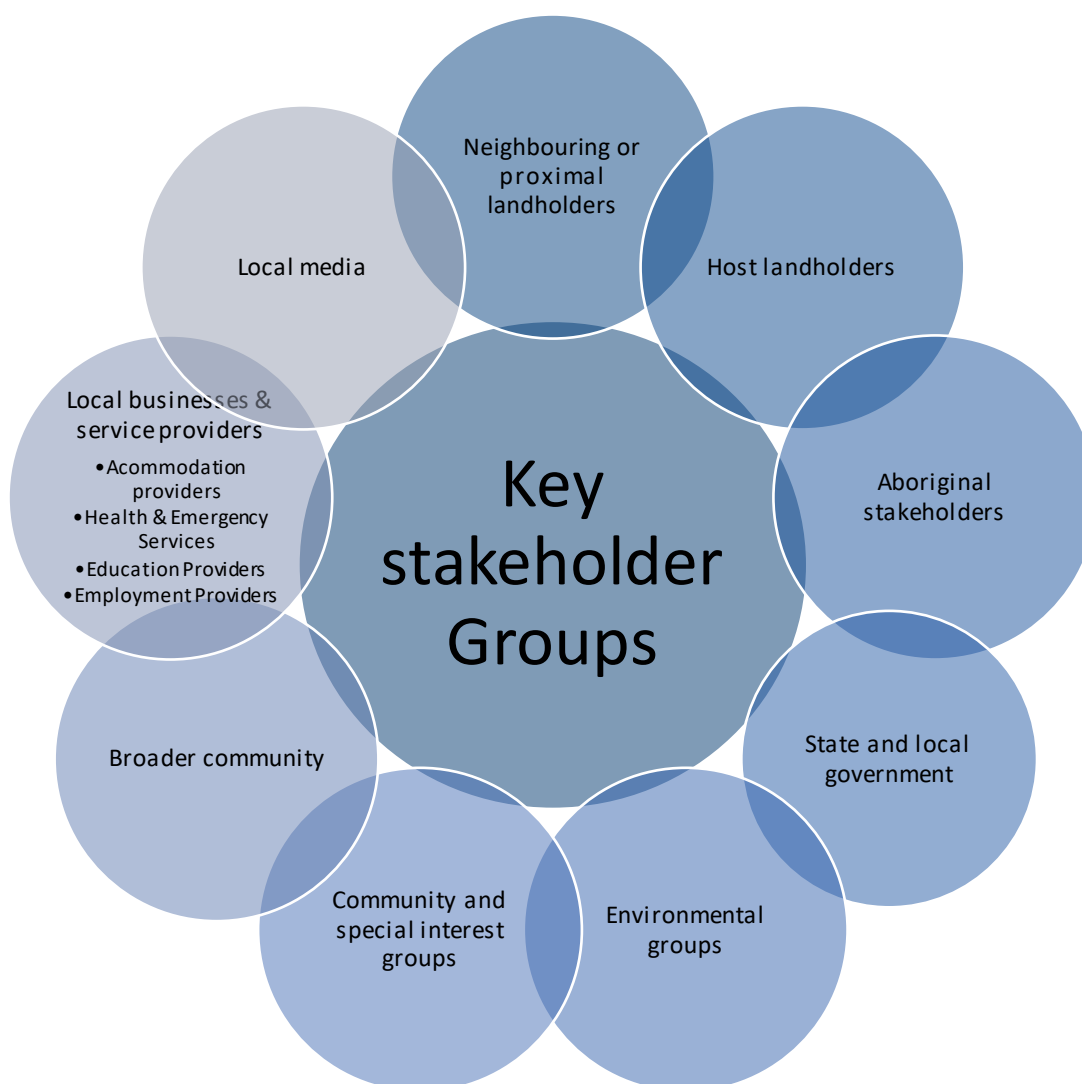 Neighbouring or
proximal
landholders
Host landholders
Aboriginal
stakeholders
State and local
government
Environmental
groups
Community and
special interest
groups
Broader community
Local businesses &
service providers
•Acommodation
providers
•Health & Emergency
Services
•Education Providers
•Employment Providers
Local media
Key
stakeholder
Groups